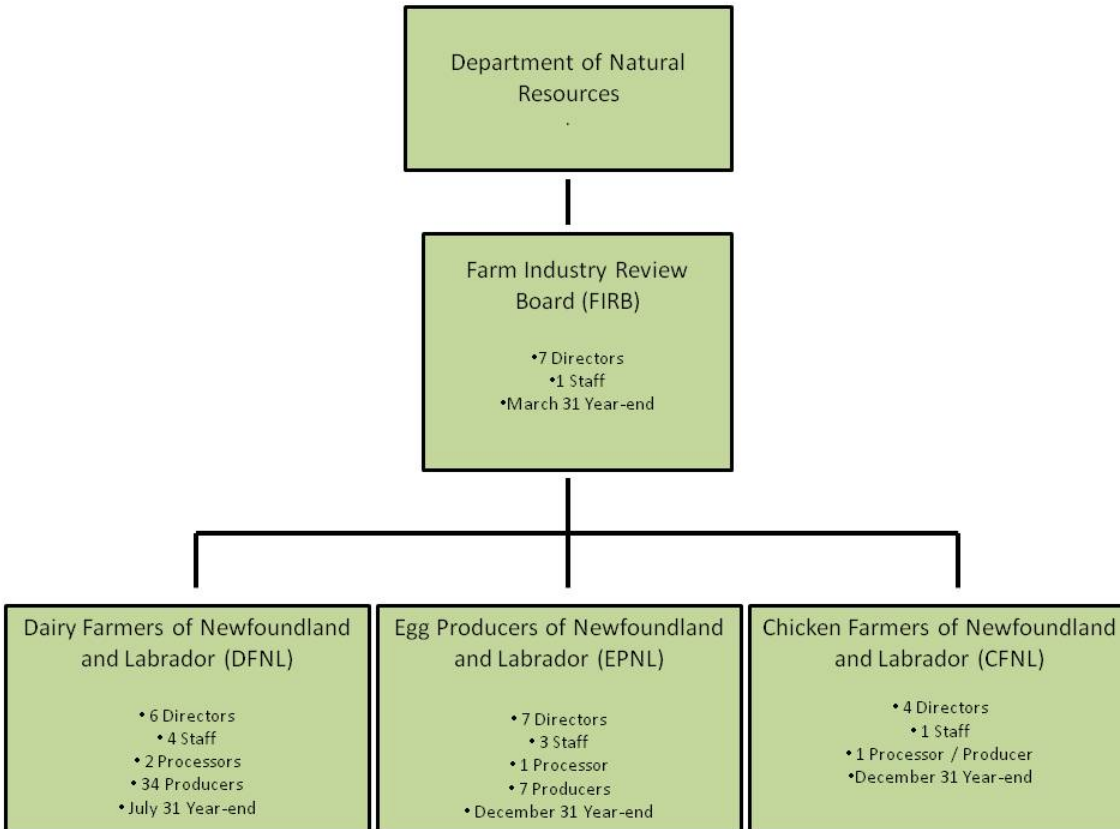 Department of Natural
Resources
.
Farm Industry Review
Board (FIRB)
•7 Directors
•1 Staff
•March 31 Year-end
Dairy Farmers of Newfoundland
and Labrador (DFNL)
• 6 Directors
• 4 Staff
• 2 Processors
• 34 Producers
• July 31 Year-end
Egg Producers of Newfoundland
and Labrador (EPNL)
• 7 Directors
• 3 Staff
• 1 Processor
• 7 Producers
• December 31 Year-end
Chicken Farmers of Newfoundland
and Labrador (CFNL)
• 4 Directors
• 1 Staff
• 1 Processor / Producer
•December 31 Year-end